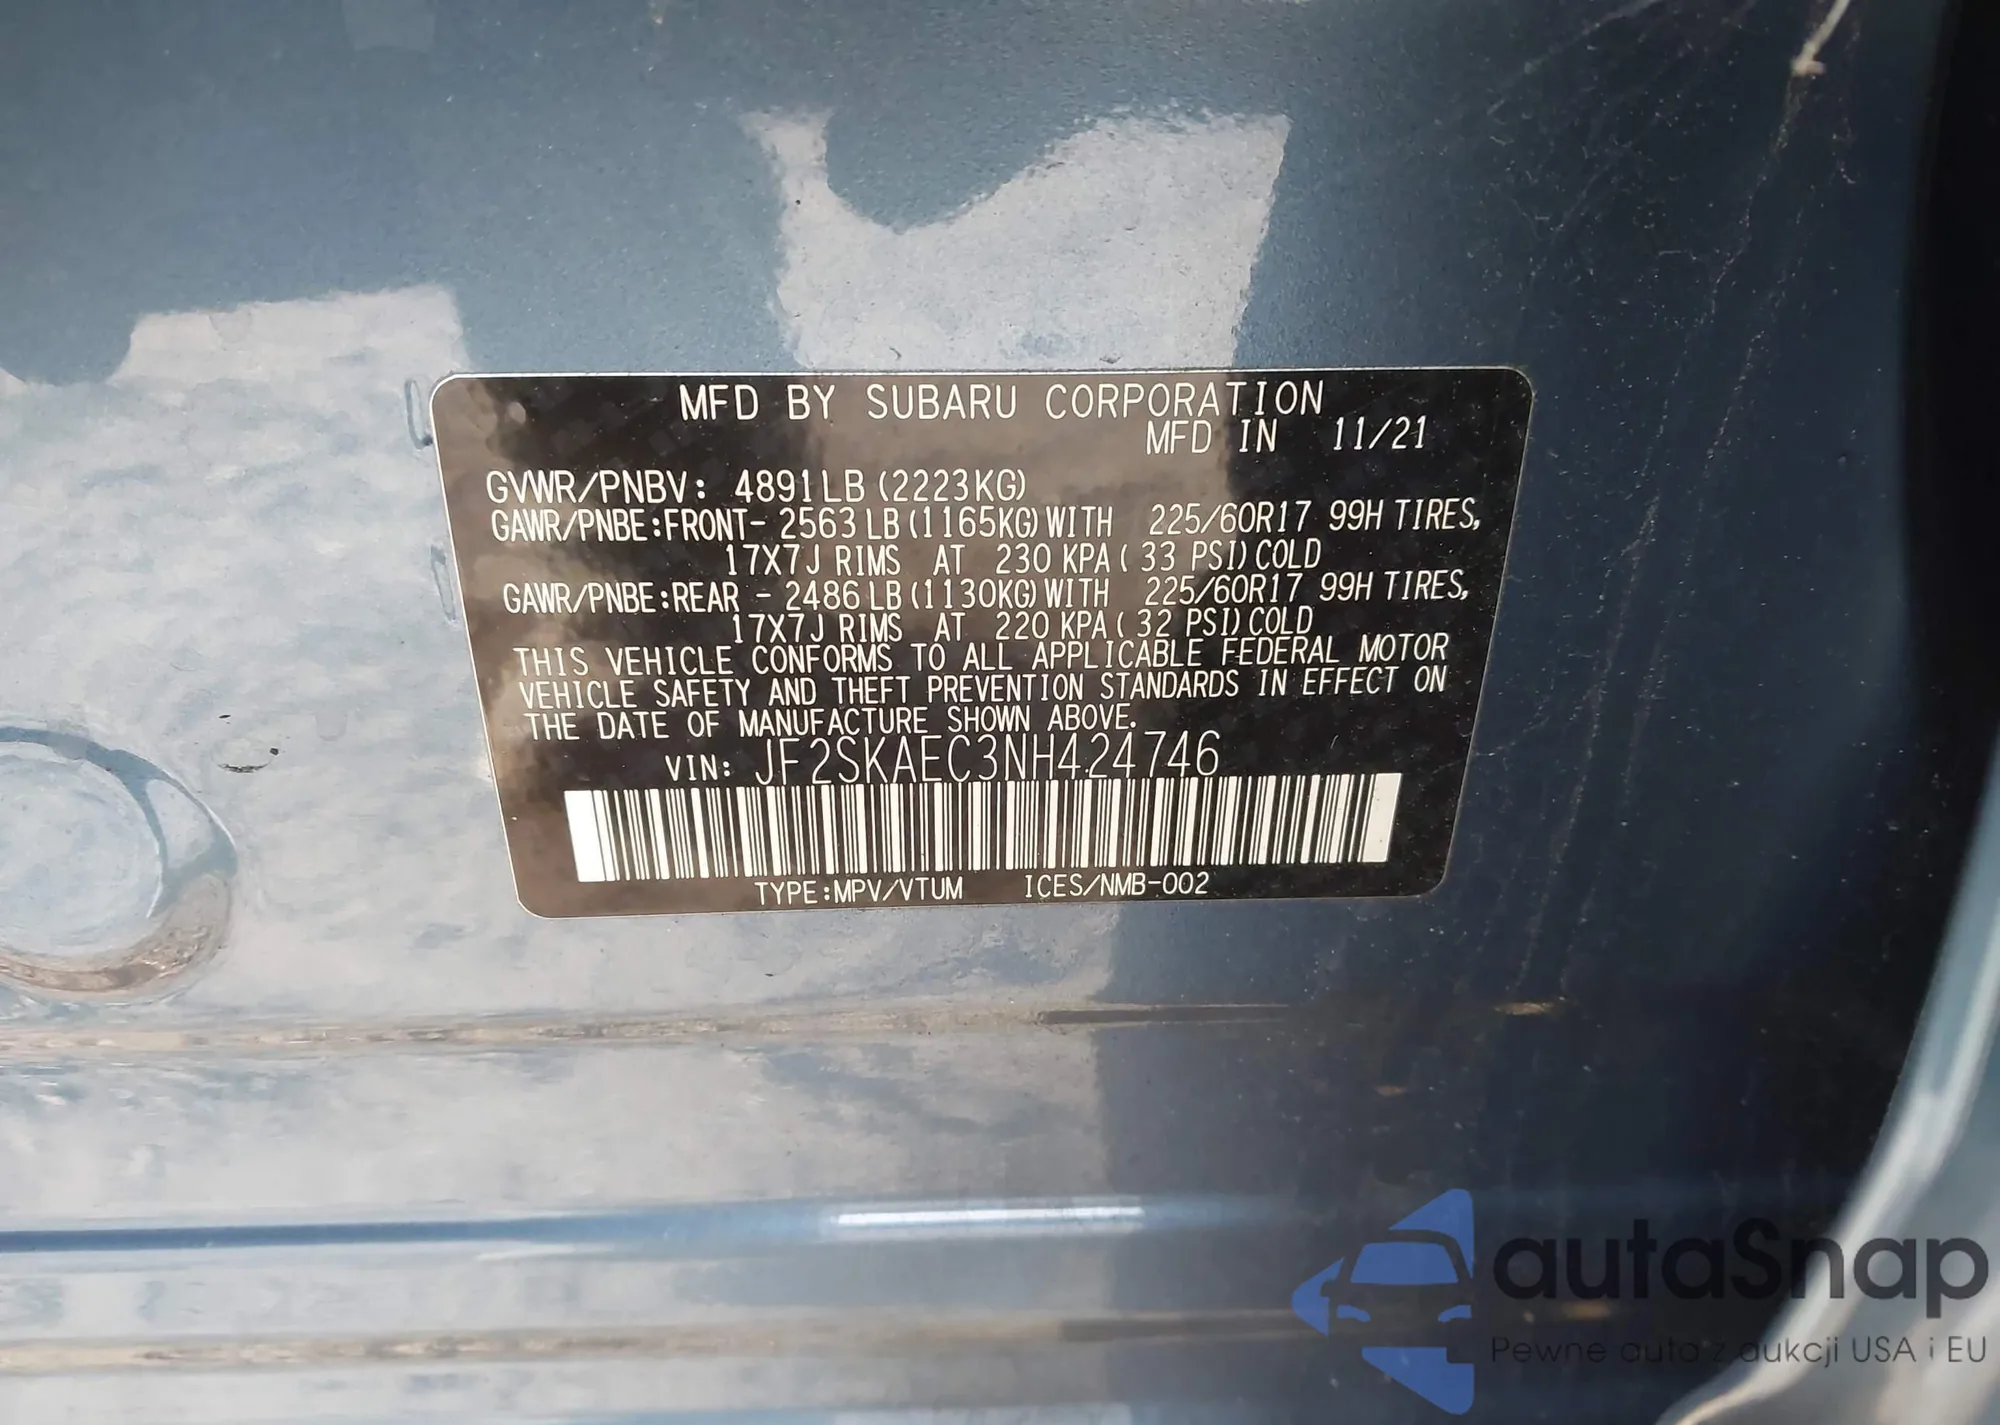 MFD BY SUBARU CORPORATION
MFD IN 11/21
GVWR/PNBV: 4891LB (2223KG)
GAWR/PNBE:FRONT- 2563 LB (1165KG) WITH 225/60R17 99H TIRES,
17X7J RIMS AT 230 KPA ( 33 PSI) COLD
GAWR/PNBE:REAR - 2486 LB (1130KG) WITH 225/60R17 99H TIRES,
17X7J RIMS AT 220 KPA ( 32 PSI) COLD
THIS VEHICLE CONFORMS TO ALL APPLICABLE FEDERAL MOTOR
VEHICLE SAFETY AND THEFT PREVENTION STANDARDS IN EFFECT ON
THE DATE OF MANUFACTURE SHOWN ABOVE.
VIN: JF2SKAEC3NH424746
TYPE:MPV/VTUM ICES/NMB-002
autaSnap
Pewne auta z aukcji USA i EU